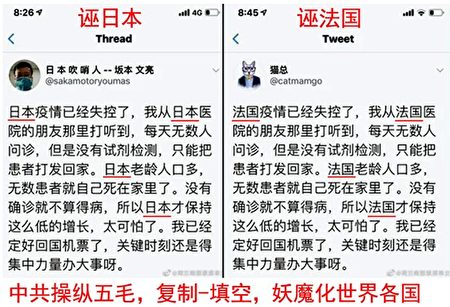 诬日本
8:26
4G
Thread
日本吹哨人 -- 坂本 文亮
@sakamotoryoumas
日本疫情已经失控了，我从日本医
院的朋友那里打听到，每天无数人
问诊，但是没有试剂检测，只能把
患者打发回家。日本老龄人口多，
无数患者就自己死在家里了。没有
确诊就不算得病，所以日本才保持
这么低的增长，太可怕了。我已经
定好回国机票了，关键时刻还是得
集中力量办大事呀。
诬法国
8:45
Tweet
猫总
@catmamgo
法国疫情已经失控了，我从法国医
院的朋友那里打听到，每天无数人
问诊，但是没有试剂检测，只能把
患者打发回家。法国老龄人口多，
无数患者就自己死在家里了。没有
确诊就不算得病，所以法国才保持
这么低的增长，太可怕了。我已经
定好回国机票了，关键时刻还是得
集中力量办大事呀。
中共操纵五毛，复制-填空，妖魔化世界各国